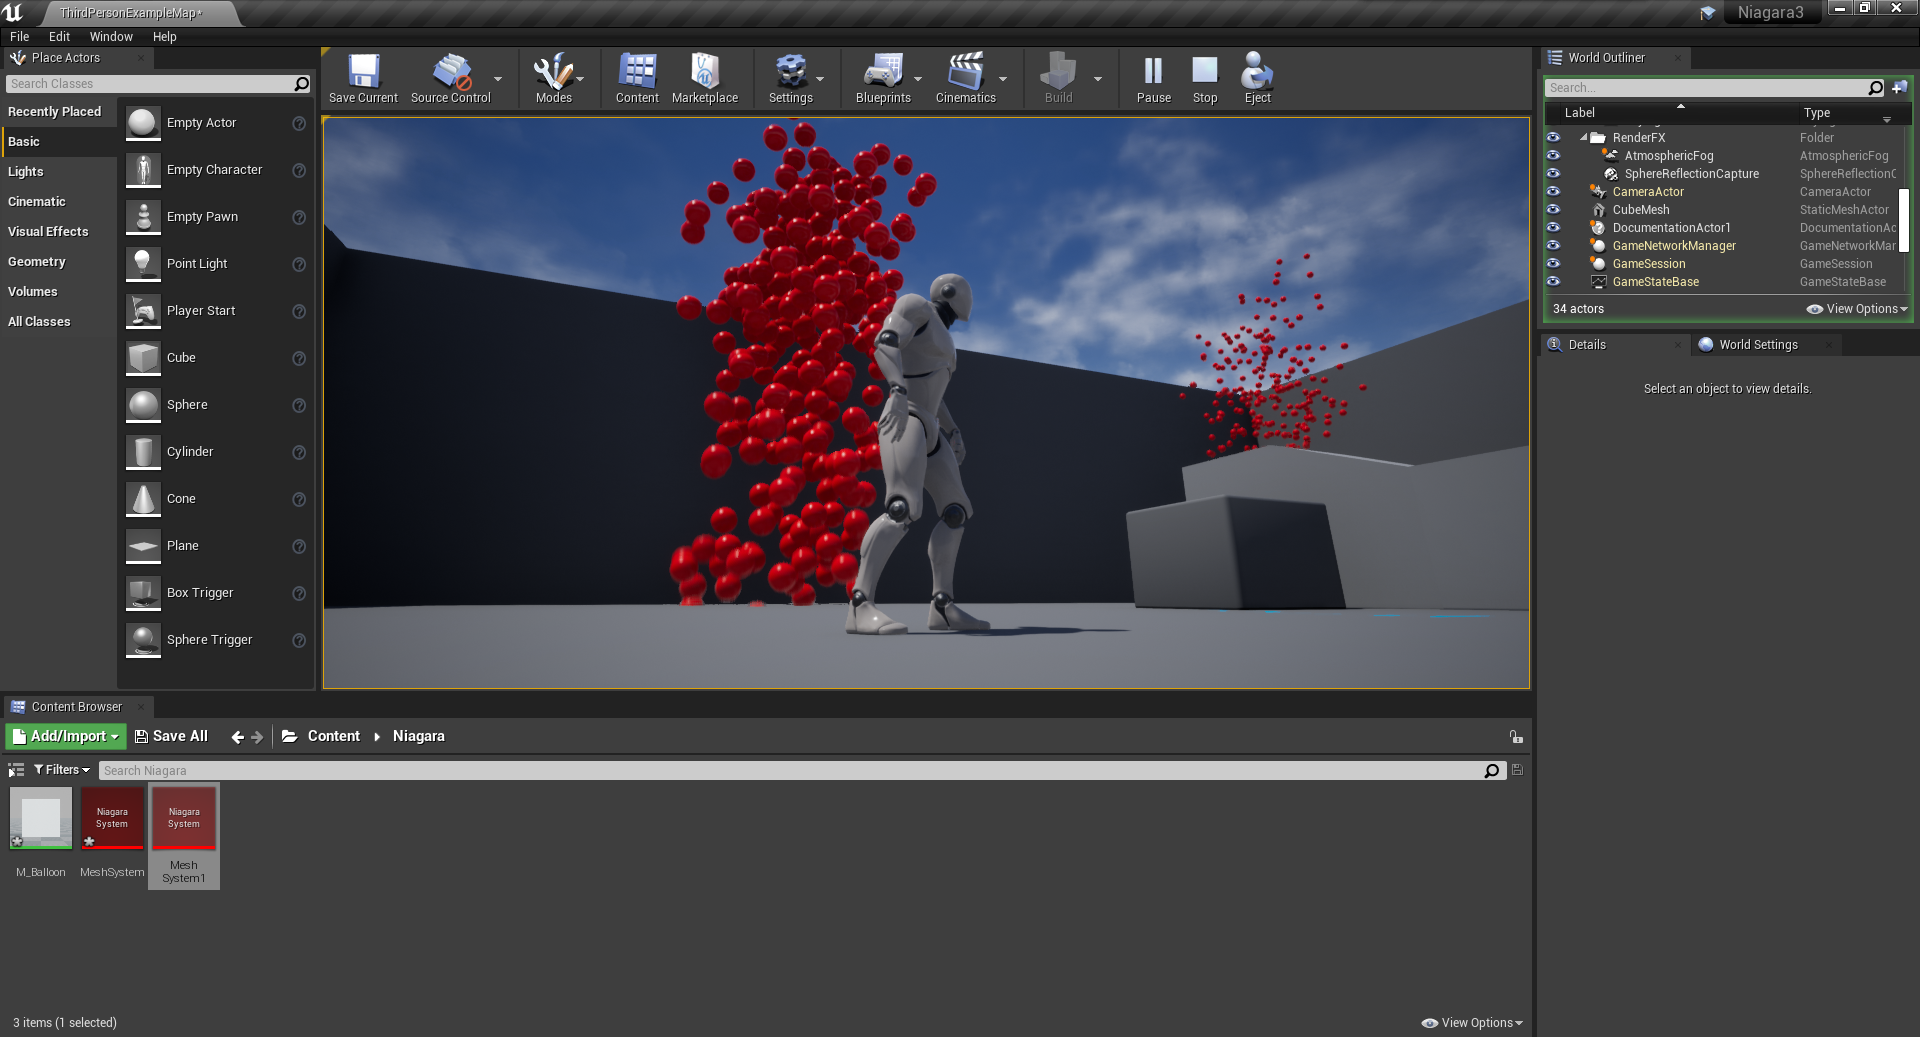 ThirdPersonExampleMap*
Niagara3
File Edit Window Help
Place Actors
Search Classes
Recently Placed
Basic
Lights
Cinematic
Visual Effects
Geometry
Volumes
All Classes
Empty Actor
Empty Character
Empty Pawn
Point Light
Player Start
Cube
Sphere
Cylinder
Cone
Plane
Box Trigger
Sphere Trigger
Save Current
Source Control
Modes
Content
Marketplace
Settings
Blueprints
Cinematics
Build
Pause
Stop
Eject
World Outliner
Search...
Label Type
RenderFX Folder
AtmosphericFog AtmosphericFog
SphereReflectionCapture SphereReflectionC
CameraActor CameraActor
CubeMesh StaticMeshActor
DocumentationActor1 DocumentationAc
GameNetworkManager GameNetworkMar
GameSession GameSession
GameStateBase GameStateBase
34 actors
View Options
Details
World Settings
Select an object to view details.
Content Browser
Add/Import
Save All
Content
Niagara
Filters
Search Niagara
Niagara
System
Niagara
System
M_Balloon
MeshSystem
Mesh
System1
3 items (1 selected)
View Options